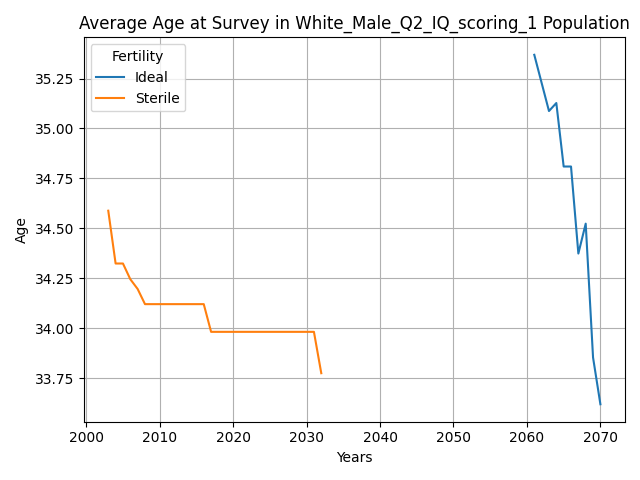 Average Age at Survey in White_Male_Q2_IQ_scoring_1 Population
Fertility
Ideal
Sterile
35.25
35.00
34.75
34.50
34.25
34.00
33.75
Age
2000 2010 2020 2030 2040 2050 2060 2070
Years